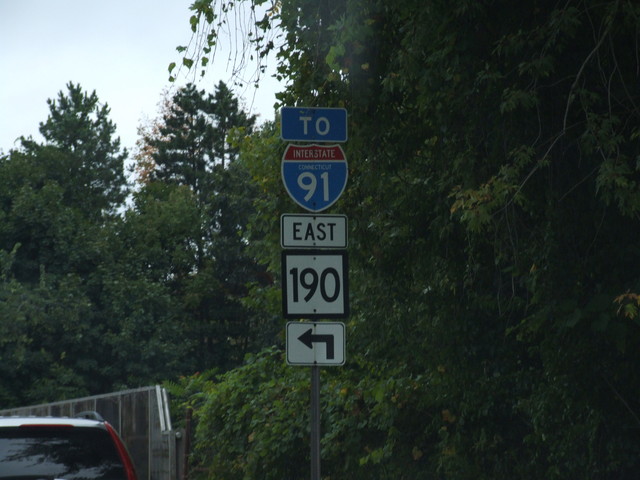 TO
INTERSTATE
CONNECTICUT
91
EAST
190